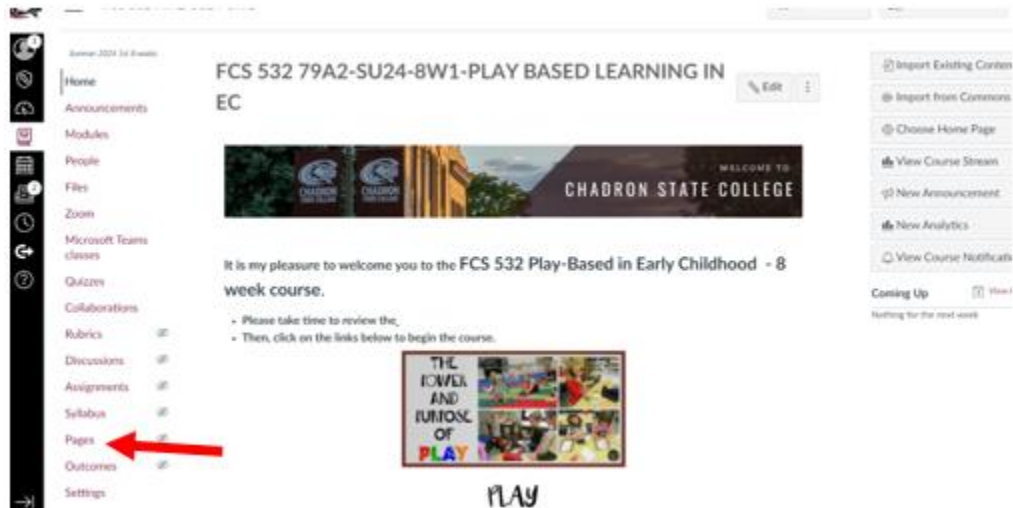 Summer 2024 1st 8 weeks
Home
Announcements
Modules
People
Files
Zoom
Microsoft Teams
classes
Quizzes
Collaborations
Rubrics
Discussions
Assignments
Syllabus
Pages
Outcomes
Settings
FCS 532 79A2-SU24-8W1-PLAY BASED LEARNING IN
EC
Edit
WELCOME TO
CHADRON STATE COLLEGE
CHADRON
CHADRON
It is my pleasure to welcome you to the FCS 532 Play-Based in Early Childhood - 8
week course.
Please take time to review the
Then, click on the links below to begin the course.
THE
POWER
AND
PURPOSE
OF
PLAY
PLAY
Import Existing Conten
Import from Commons
Choose Home Page
View Course Stream
New Announcement
New Analytics
View Course Notificati
Coming Up
View
Nothing for the next week